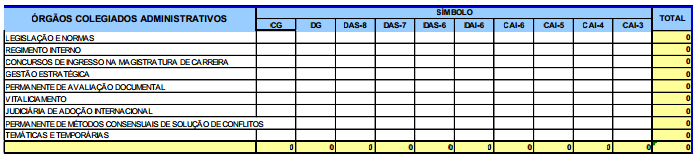 ÓRGÃOS COLEGIADOS ADMINISTRATIVOS SÍMBOLO TOTAL
CG DG DAS-8 DAS-7 DAS-6 DAI-6 CAI-6 CAI-5 CAI-4 CAI-3
LEGISLAÇÃO E NORMAS 0
REGIMENTO INTERNO 0
CONCURSOS DE INGRESSO NA MAGISTRATURA DE CARREIRA 0
GESTÃO ESTRATÉGICA 0
PERMANENTE DE AVALIAÇÃO DOCUMENTAL 0
VITALICIAMENTO 0
JUDICIÁRIA DE ADOÇÃO INTERNACIONAL 0
PERMANENTE DE MÉTODOS CONSENSUAIS DE SOLUÇÃO DE CONFLITOS 0
TEMÁTICAS E TEMPORÁRIAS 0
0 0 0 0 0 0 0 0 0 0 0